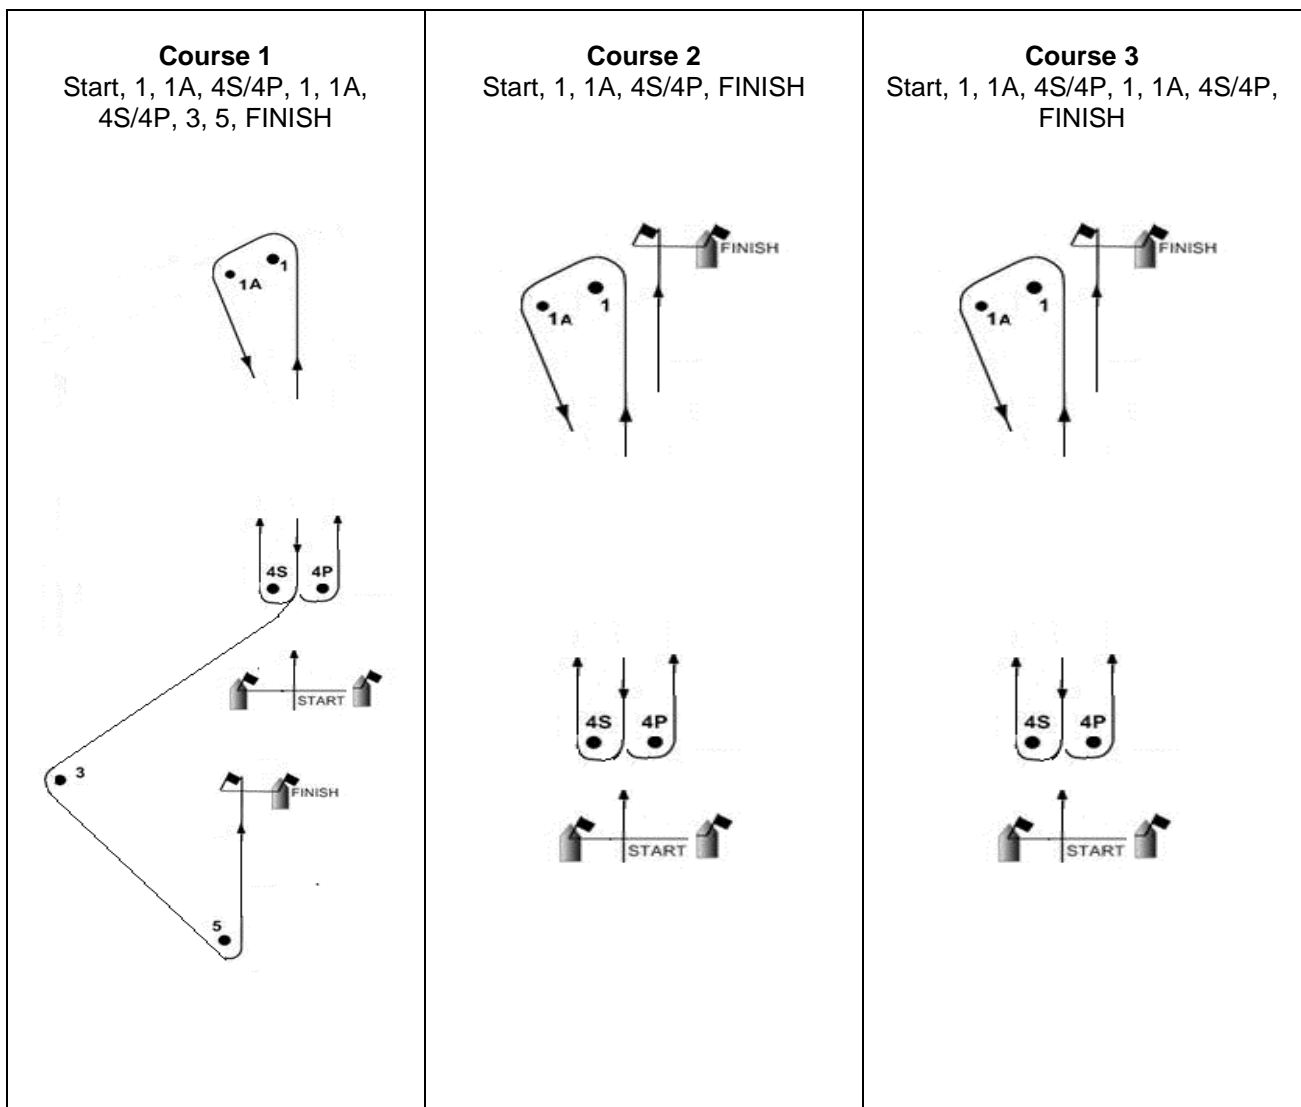 Course 1
Start, 1, 1A, 4S/4P, 1, 1A,
4S/4P, 3, 5, FINISH
1
1A
4S 4P
START
3
FINISH
5
Course 2
Start, 1, 1A, 4S/4P, FINISH
FINISH
1A 1
4S 4P
START
Course 3
Start, 1, 1A, 4S/4P, 1, 1A, 4S/4P,
FINISH
FINISH
1A 1
4S 4P
START